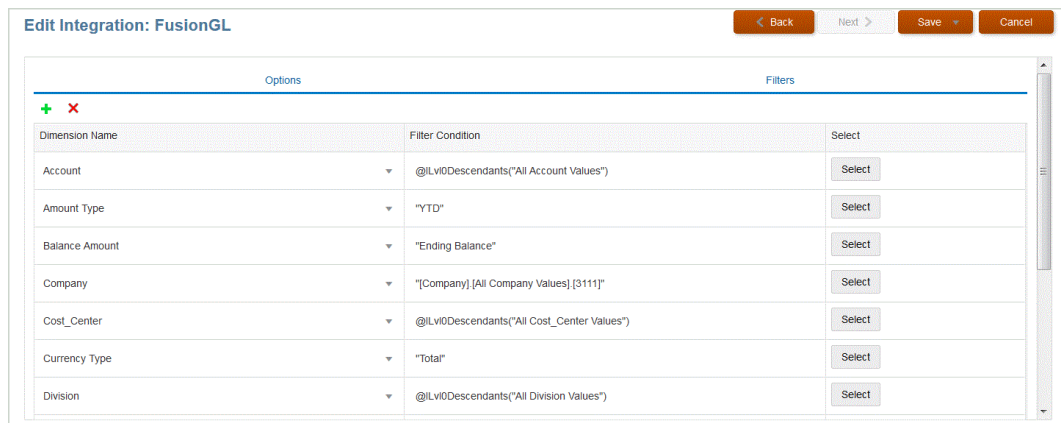 Edit Integration: FusionGL
Back Next Save Cancel
Options Filters
Dimension Name Filter Condition Select
Account @ILvl0Descendants("All Account Values") Select
Amount Type "YTD" Select
Balance Amount "Ending Balance" Select
Company "[Company].[All Company Values].[3111]" Select
Cost_Center @ILvl0Descendants("All Cost_Center Values") Select
Currency Type "Total" Select
Division @ILvl0Descendants("All Division Values") Select